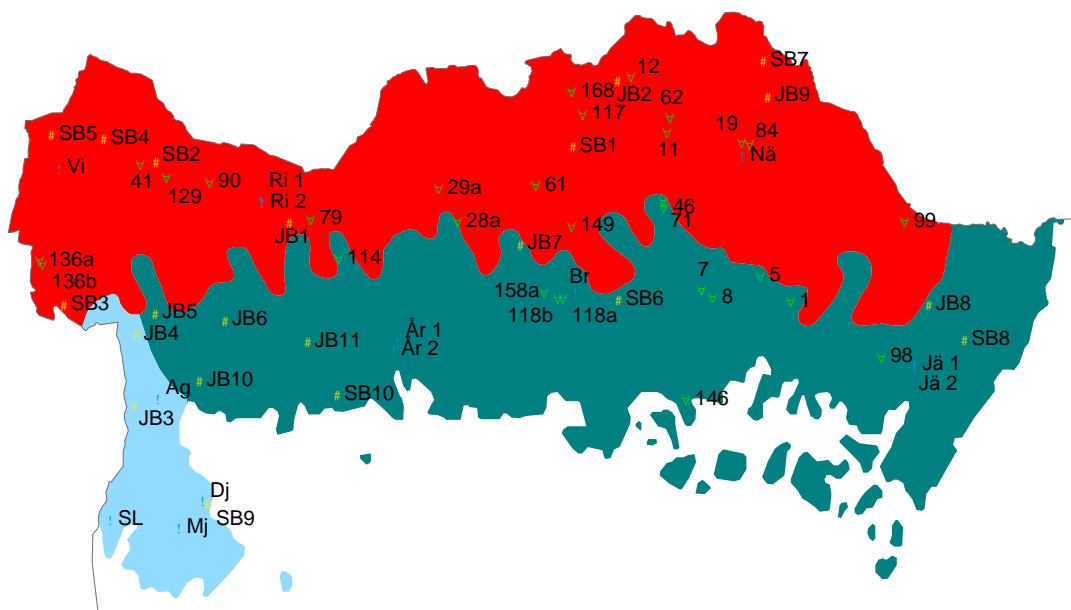 12
SB7
168
JB2
JB9
117
62
SB5
SB4
19
84
11
SB1
Nä
SB2
Vi
41
90
Ri 1
129
29a
61
Ri 2
46
79
28a
71
99
149
JB1
JB7
136a
114
136b
7
Br
5
158a
8
SB3
118b
118a
SB6
1
JB8
JB5
JB6
År 1
JB4
JB11
År 2
SB8
98
Jä 1
Ag
JB10
Jä 2
SB10
146
JB3
Dj
SL
SB9
Mj